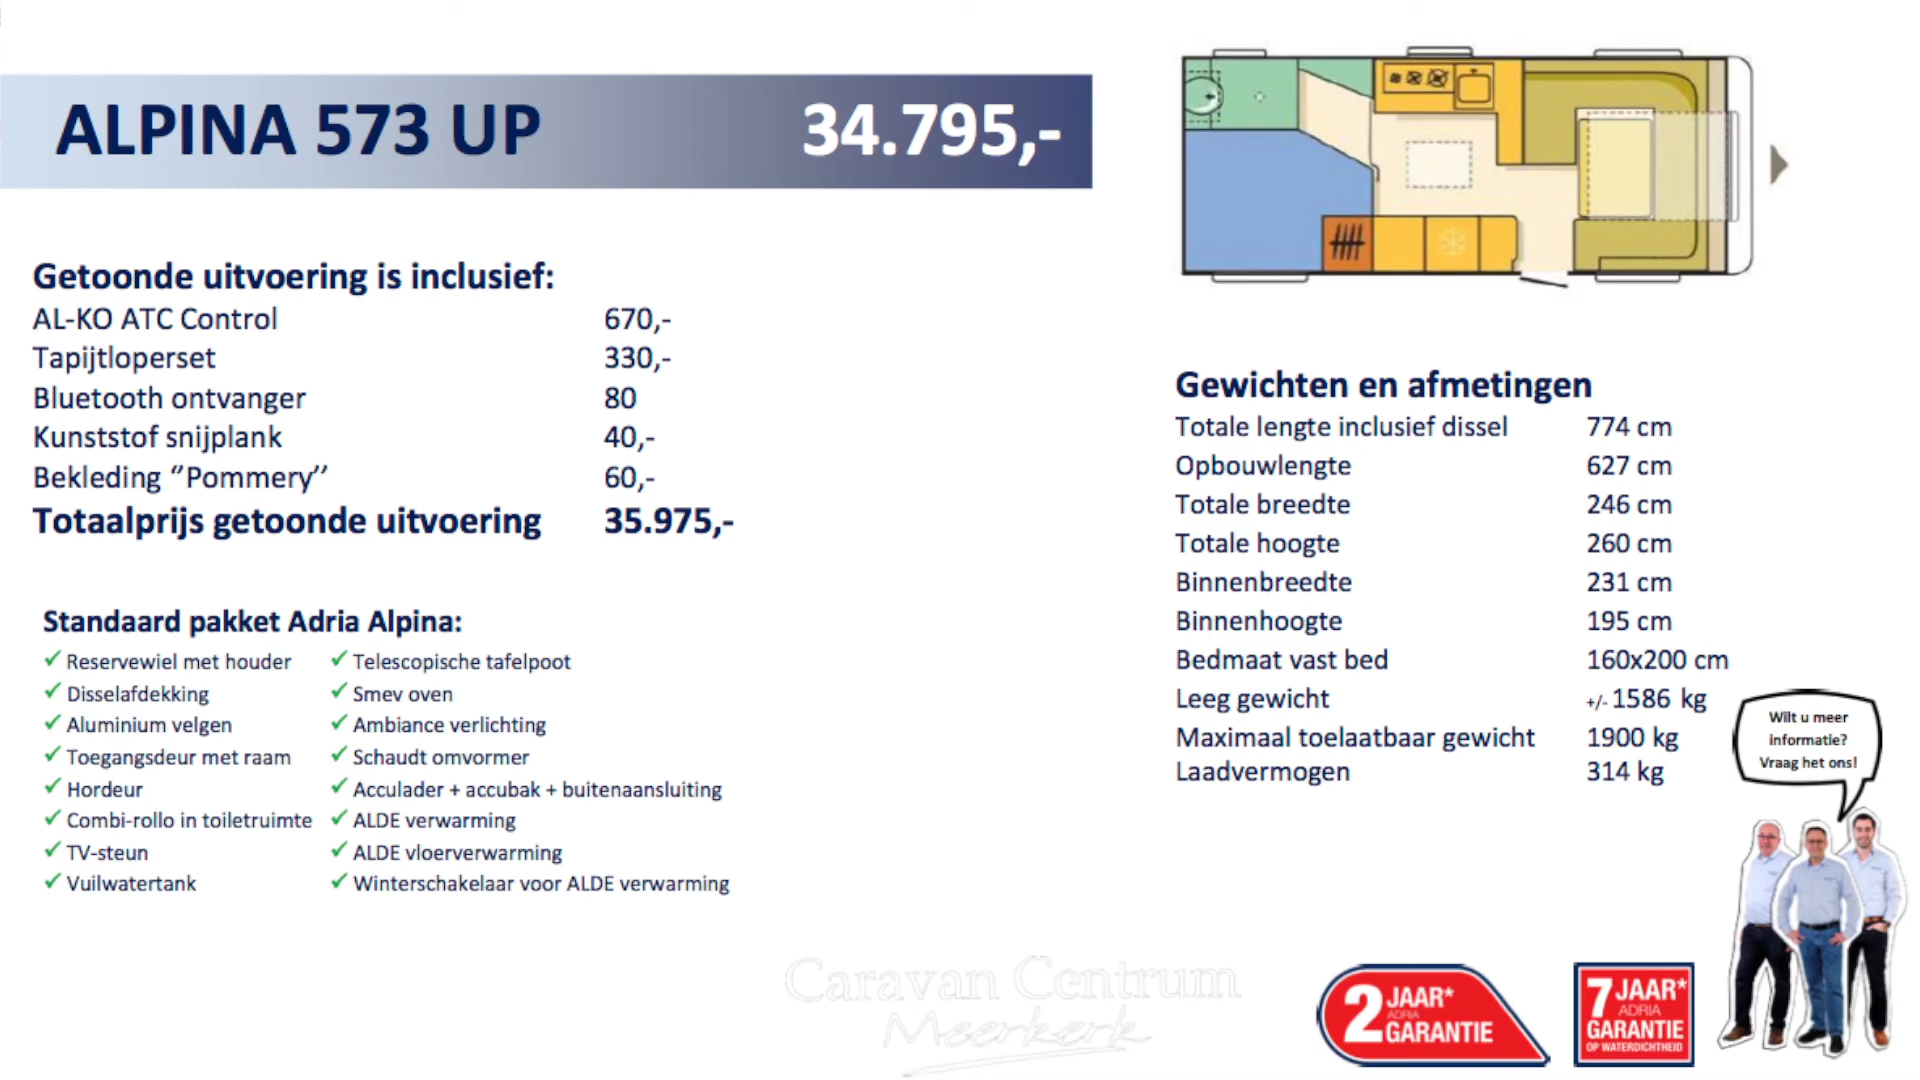 ALPINA 573 UP 34.795,-
Getoonde uitvoering is inclusief:
AL-KO ATC Control 670,-
Tapijtloperset 330,-
Bluetooth ontvanger 80
Kunststof snijplank 40,-
Bekleding “Pommery” 60,-
Totaalprijs getoonde uitvoering 35.975,-
Standaard pakket Adria Alpina:
✓ Reservewiel met houder ✓ Telescopische tafelpoot
✓ Disselafdekking ✓ Smev oven
✓ Aluminium velgen ✓ Ambiance verlichting
✓ Toegangsdeur met raam ✓ Schaudt omvormer
✓ Hordeur ✓ Acculader + accubak + buitenaansluiting
✓ Combi-rollo in toiletruimte ✓ ALDE verwarming
✓ TV-steun ✓ ALDE vloerverwarming
✓ Vuilwatertank ✓ Winterschakelaar voor ALDE verwarming
Gewichten en afmetingen
Totale lengte inclusief dissel 774 cm
Opbouwlengte 627 cm
Totale breedte 246 cm
Totale hoogte 260 cm
Binnenbreedte 231 cm
Binnenhoogte 195 cm
Bedmaat vast bed 160x200 cm
Leeg gewicht +/- 1586 kg
Maximaal toelaatbaar gewicht 1900 kg
Laadvermogen 314 kg
Wilt u meer
informatie?
Vraag het ons!
Caravan Centrum
Meerkerk
2 JAAR*
ADRIA
GARANTIE
7 JAAR*
ADRIA
GARANTIE
OP WATERDICHTHEID